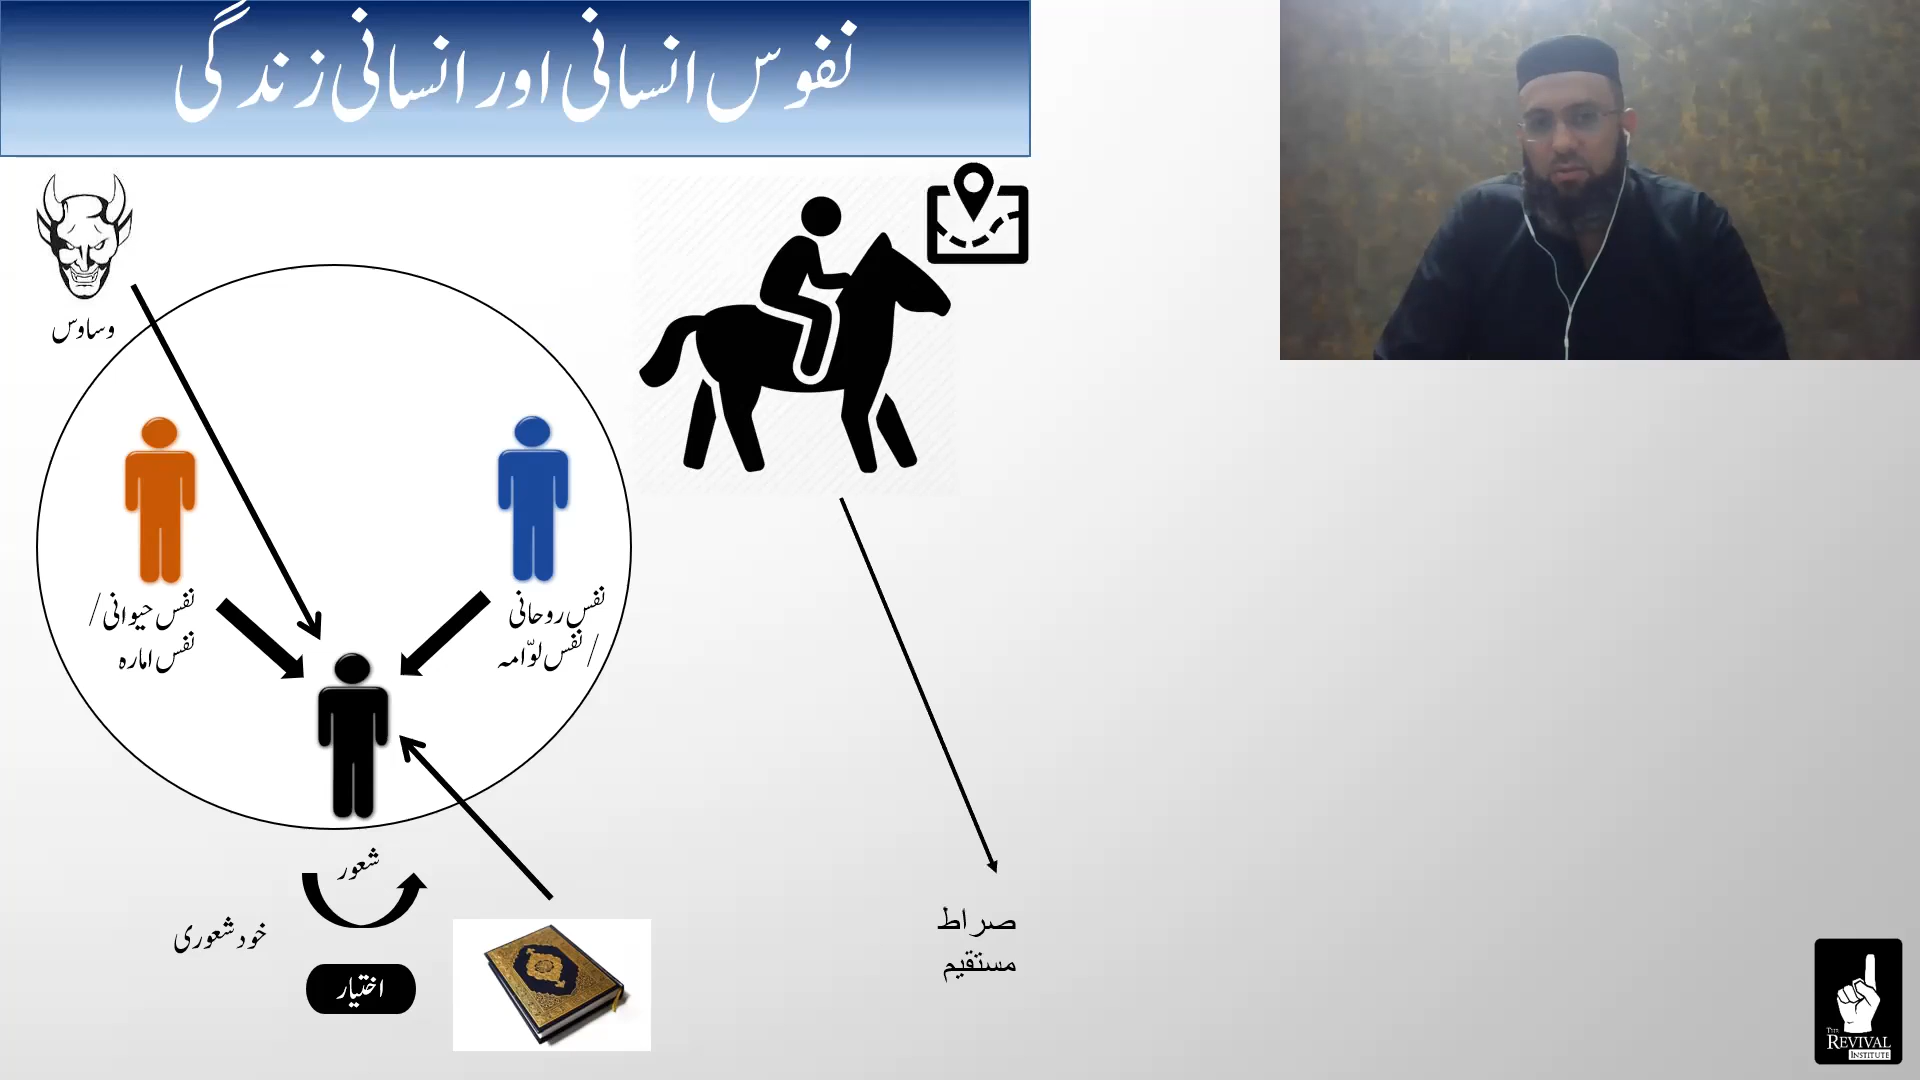 نفوس انسانی اور انسانی زندگی
وساوس
نفس حیوانی /
نفس امارہ
نفس روحانی
/ نفس لوّامہ
شعور
خود شعوری
اختیار
صراط
مستقیم
THE
REVIVAL
INSTITUTE